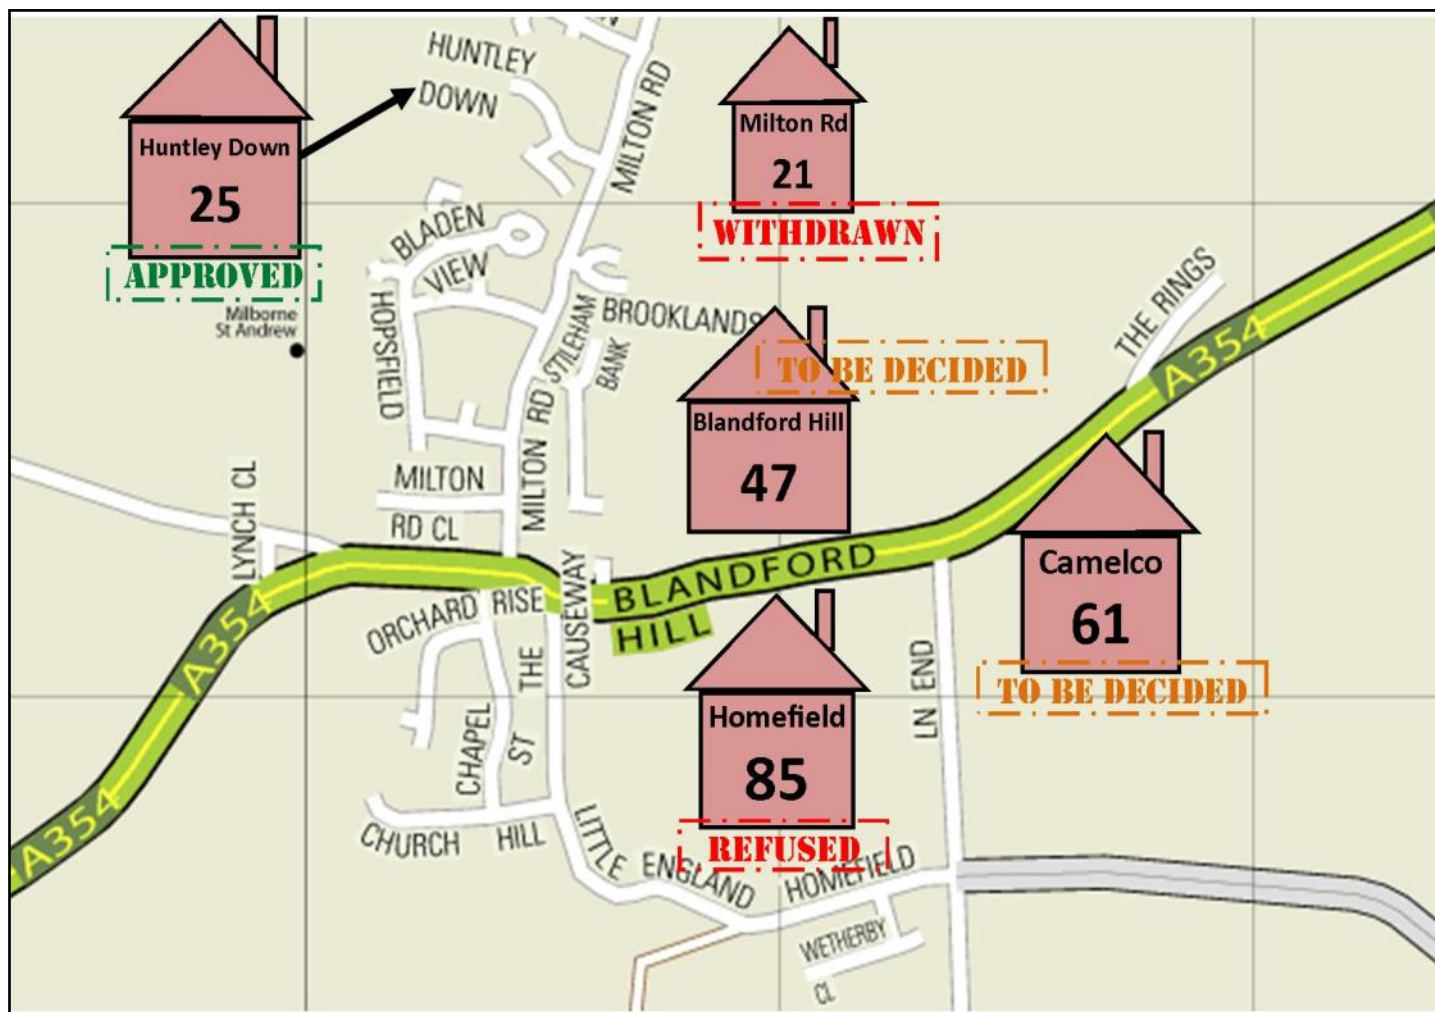 HUNTLEY
DOWN
MILTON RD
Huntley Down
25
APPROVED
Milton Rd
21
WITHDRAWN
BLADEN
VIEW
HOPSFIELD
STILEHAM
BANK
BROOKLANDS
THE RINGS
A354
Milborne
St Andrew
TO BE DECIDED
Blandford Hill
47
MILTON
RD CL
MILTON RD
LYNCH CL
A354
BLANDFORD
HILL
Camelco
61
TO BE DECIDED
ORCHARD RISE
THE
CAUSEWAY
CHAPEL
ST
LN END
Homefield
85
REFUSED
A354
CHURCH HILL
LITTLE ENGLAND
HOMEFIELD
WETHERBY
CL